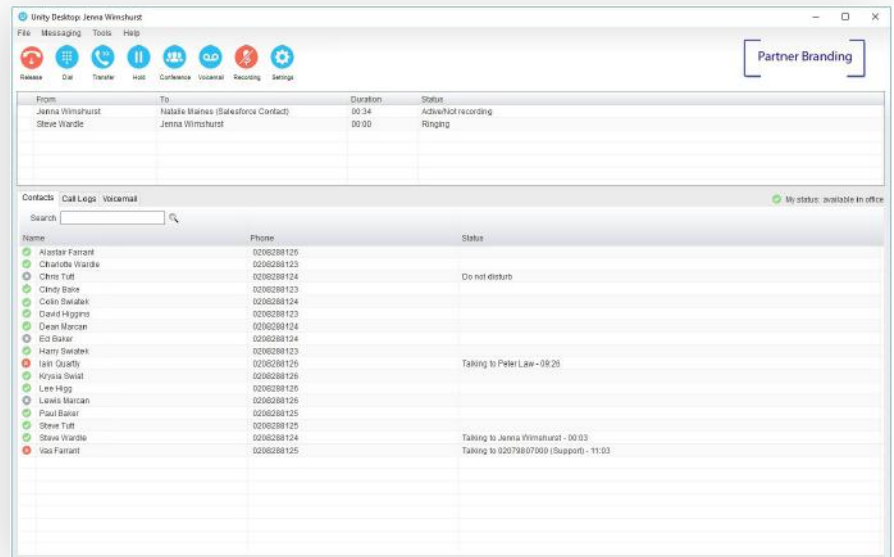 Unity Desktop: Jenna Wimshurst
File Messaging Tools Help
Release Dial Transfer Hold Conference Voicemail Recording Settings
Partner Branding
From To Duration Status
Jenna Wimshurst Natalie Maines (Salesforce Contact) 00:34 Active/Not recording
Steve Wardle Jenna Wimshurst 00:00 Ringing
Contacts Call Logs Voicemail My status: available in office
Search
Name Phone Status
Alastair Farrant 0208288126
Charlotte Wardle 0208288123
Chris Tutt 0208288124 Do not disturb
Cindy Bake 0208288123
Colin Swiatek 0208288124
David Higgins 0208288123
Dean Marcan 0208288124
Ed Baker 0208288124
Harry Swiatek 0208288123
Iain Quartly 0208288126 Talking to Peter Law - 09:26
Krysia Swiat 0208288126
Lee Higg 0208288126
Lewis Marcan 0208288126
Paul Baker 0208288125
Steve Tutt 0208288125
Steve Wardle 0208288124 Talking to Jenna Wimshurst - 00:03
Vas Farrant 0208288125 Talking to 02079807000 (Support) - 11:03